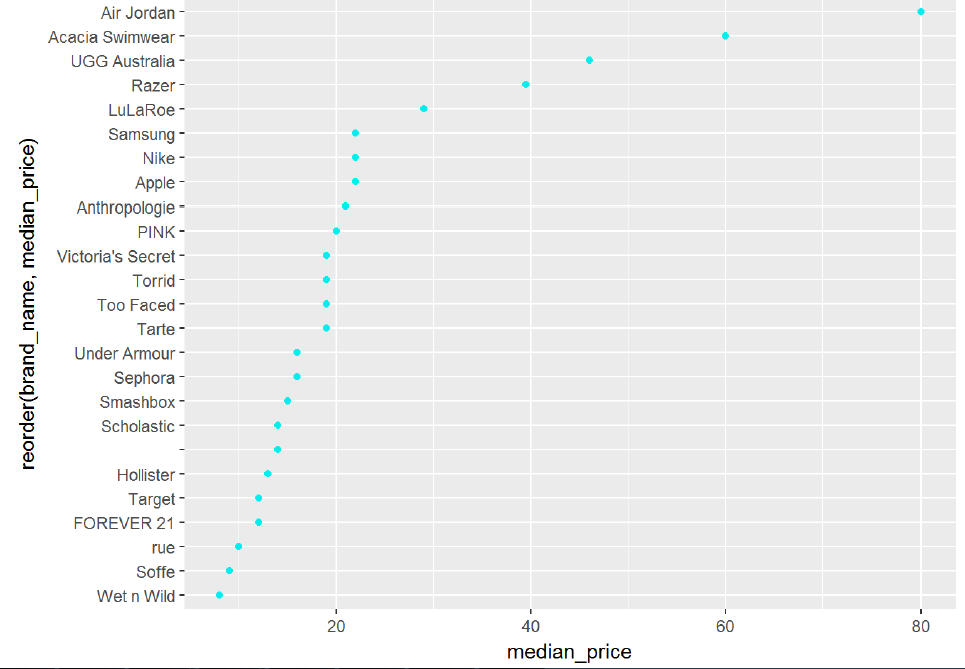 Air Jordan
Acacia Swimwear
UGG Australia
Razer
LuLaRoe
Samsung
Nike
Apple
Anthropologie
PINK
Victoria's Secret
Torrid
Too Faced
Tarte
Under Armour
Sephora
Smashbox
Scholastic
Hollister
Target
FOREVER 21
rue
Soffe
Wet n Wild
reorder(brand_name, median_price)
20 40 60 80
median_price